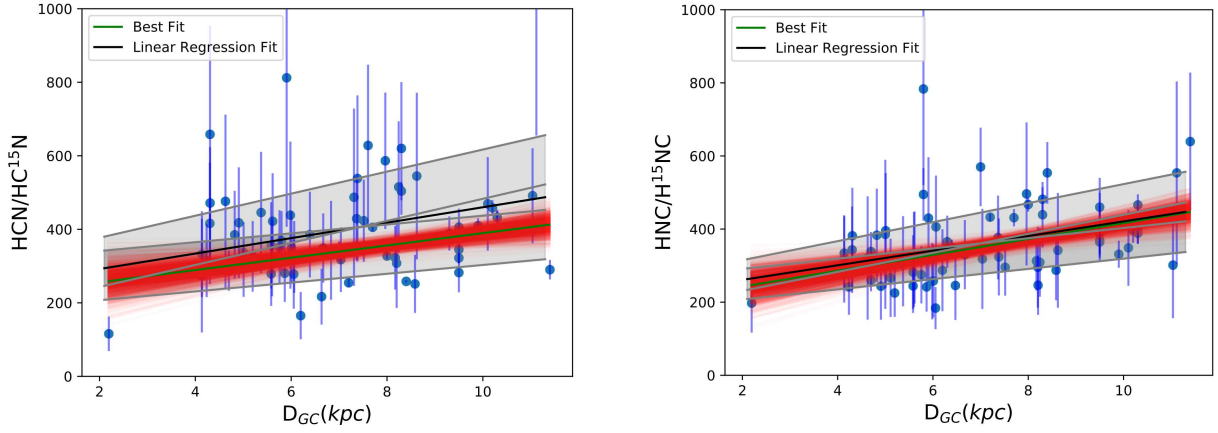 1000
800
600
400
200
0
HCN/HC¹⁵N
Best Fit
Linear Regression Fit
2 4 6 8 10
D_GC(kpc)
1000
800
600
400
200
0
HNC/H¹⁵NC
Best Fit
Linear Regression Fit
2 4 6 8 10
D_GC(kpc)